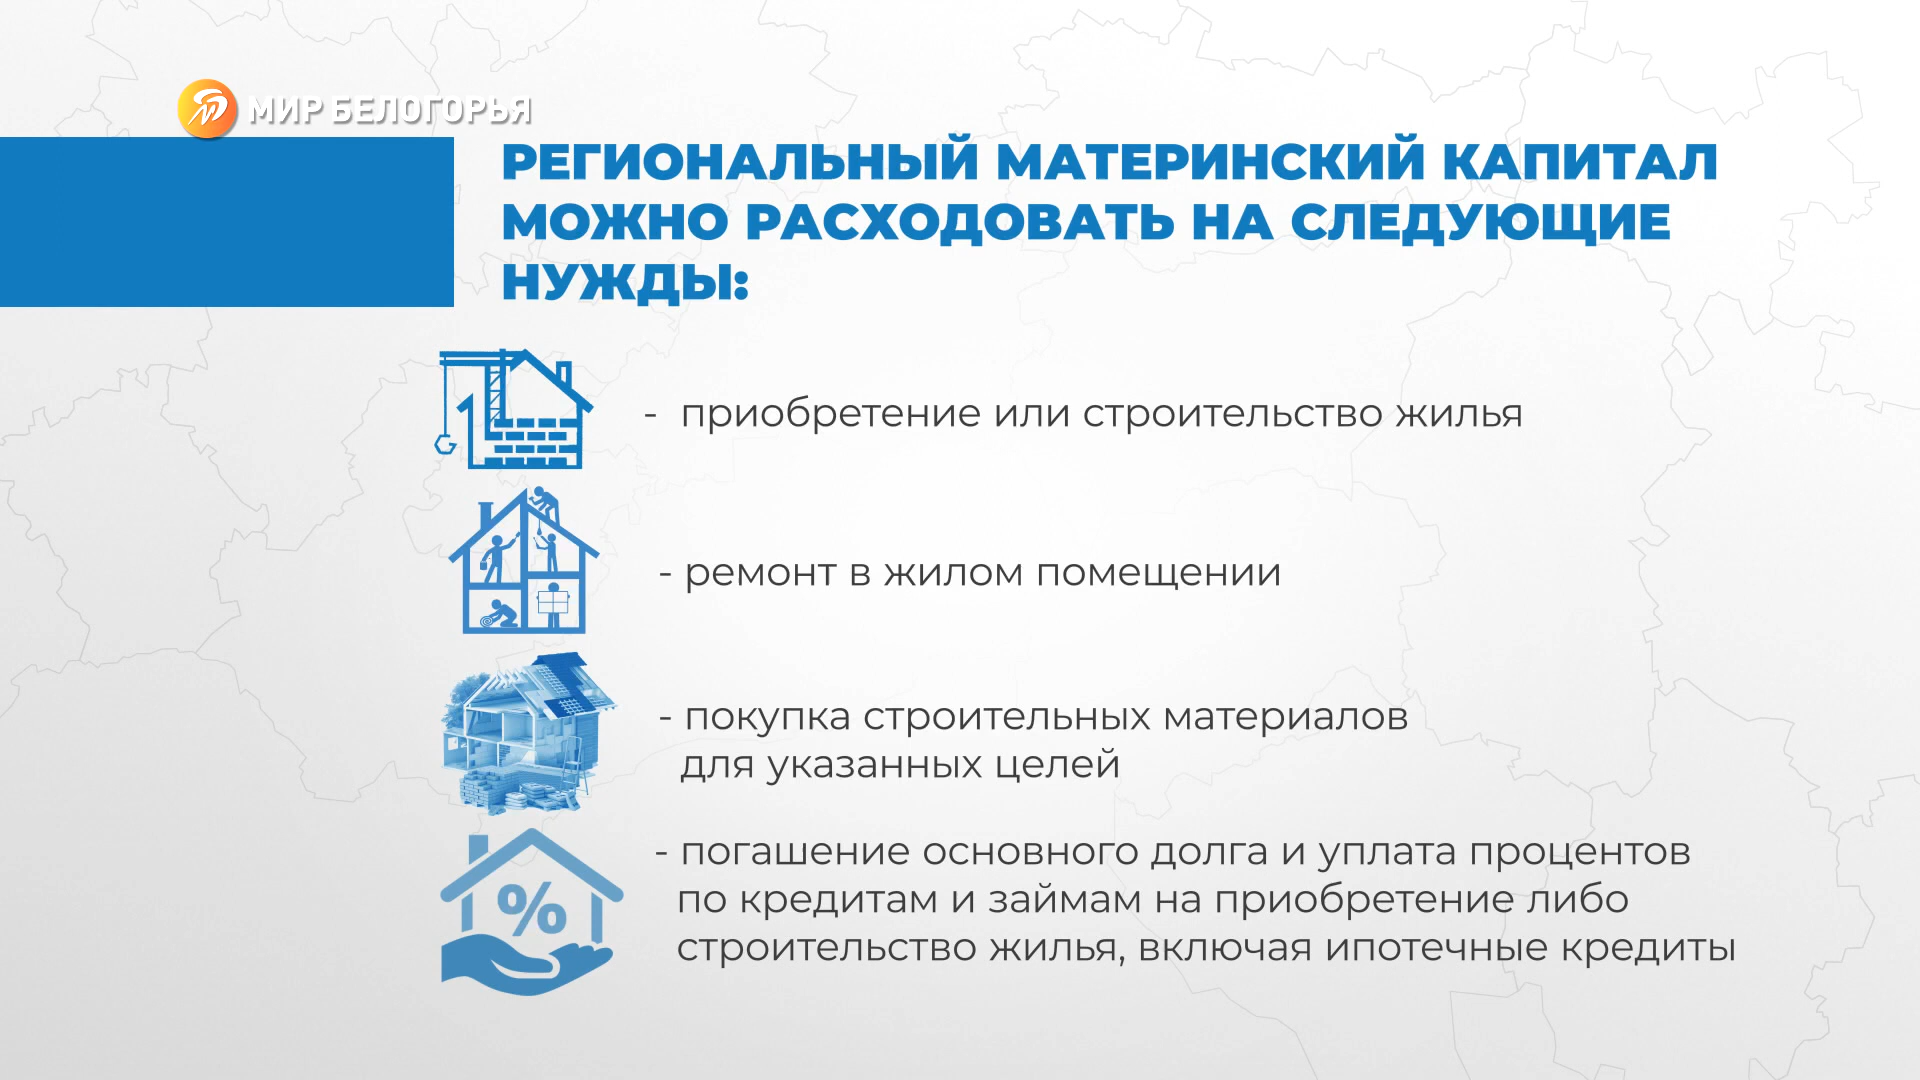 МИР БЕЛОГОРЬЯ
РЕГИОНАЛЬНЫЙ МАТЕРИНСКИЙ КАПИТАЛ
МОЖНО РАСХОДОВАТЬ НА СЛЕДУЮЩИЕ
НУЖДЫ:
- приобретение или строительство жилья
- ремонт в жилом помещении
- покупка строительных материалов
для указанных целей
%
- погашение основного долга и уплата процентов
по кредитам и займам на приобретение либо
строительство жилья, включая ипотечные кредиты